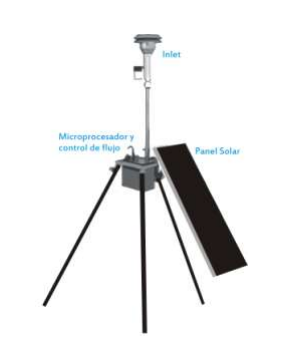 Inlet
Microprocesador y
control de flujo
Panel Solar